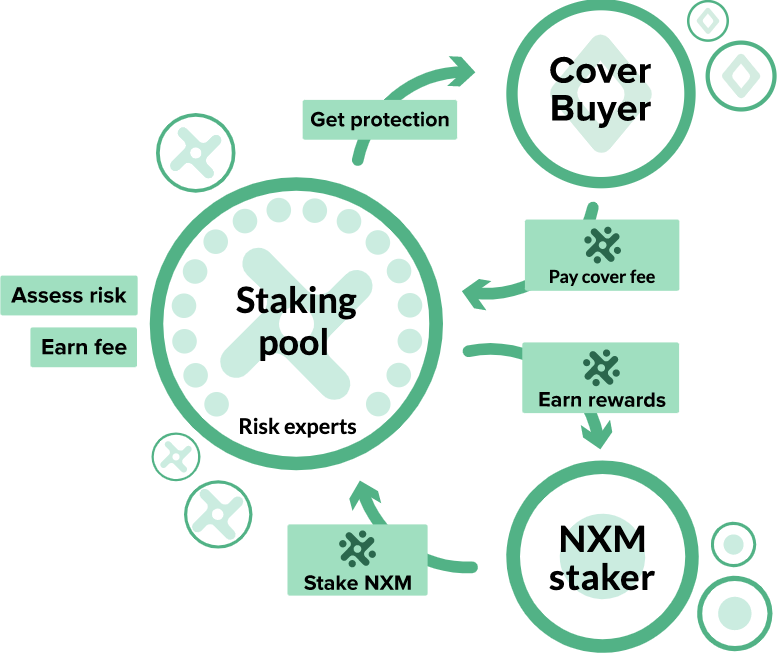 Cover
Buyer
Get protection
Pay cover fee
Assess risk
Earn fee
Staking
pool
Risk experts
Earn rewards
NXM
staker
Stake NXM